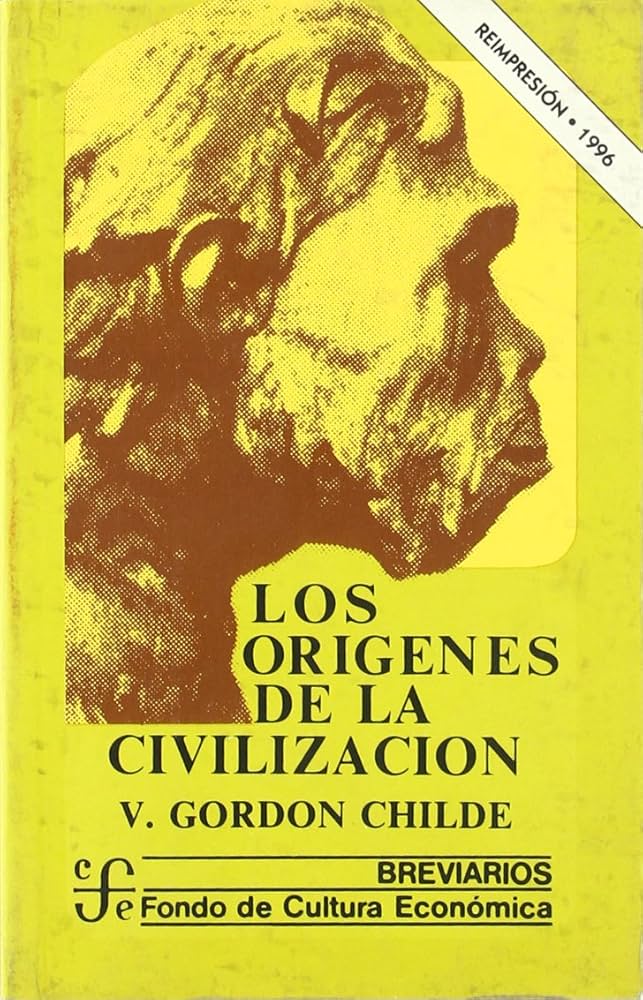 REIMPRESIÓN • 1996
LOS
ORIGENES
DE LA
CIVILIZACION
V. GORDON CHILDE
cfe
BREVIARIOS
Fondo de Cultura Económica